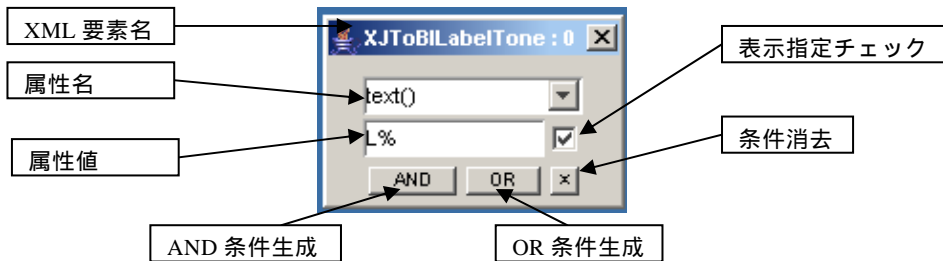 XML 要素名
XJToBILabelTone : 0
表示指定チェック
属性名
text()
L%
属性値
条件消去
AND
OR
×
AND 条件生成
OR 条件生成